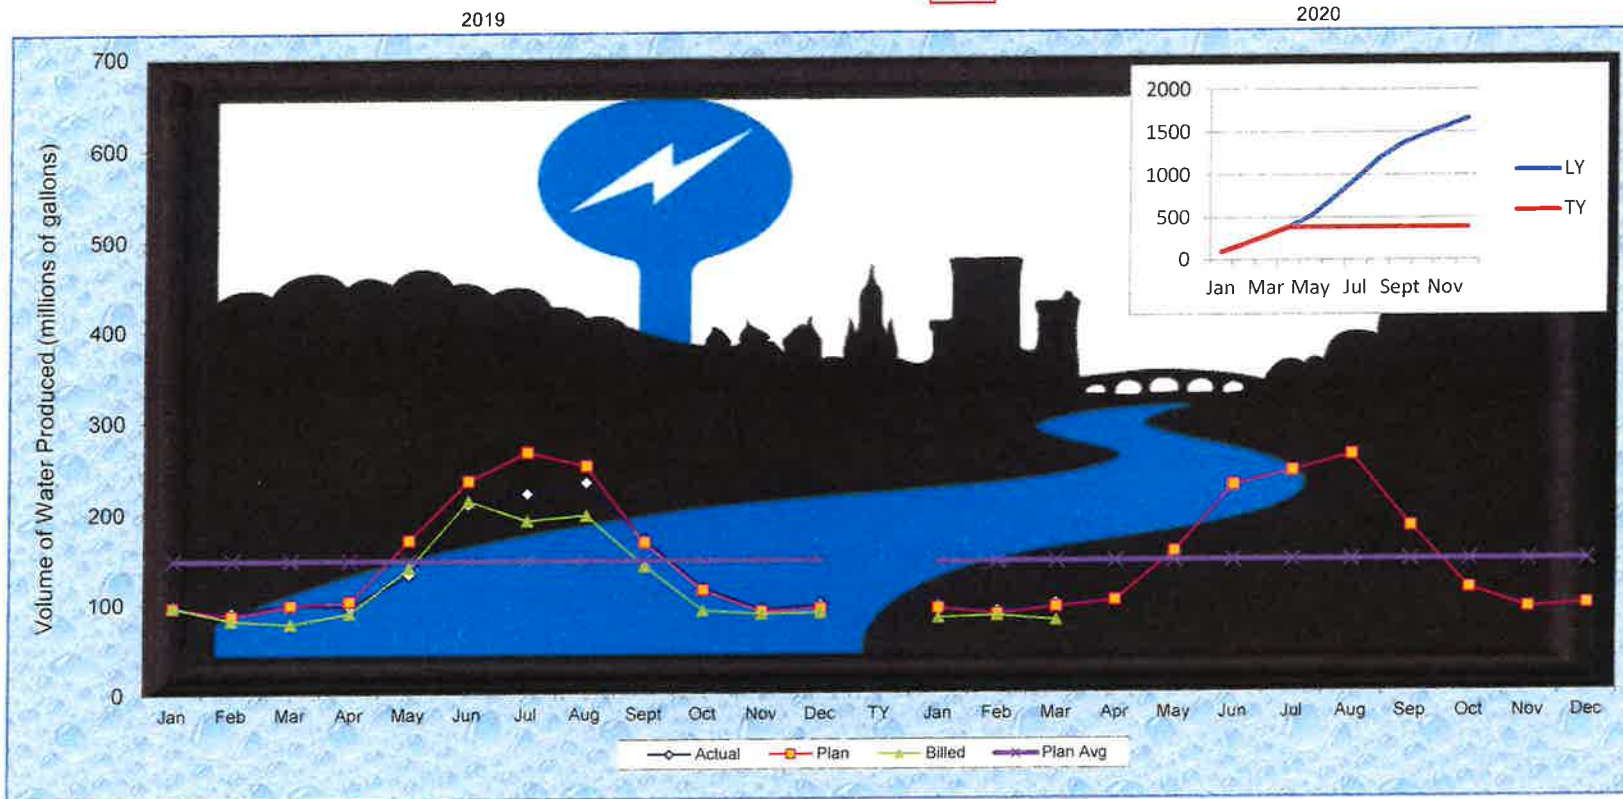 2019 2020
Volume of Water Produced (millions of gallons)
700
600
500
400
300
200
100
0
2000
1500
1000
500
0
Jan Mar May Jul Sept Nov
LY
TY
Jan Feb Mar Apr May Jun Jul Aug Sept Oct Nov Dec TY Jan Feb Mar Apr May Jun Jul Aug Sep Oct Nov Dec
Actual Plan Billed Plan Avg